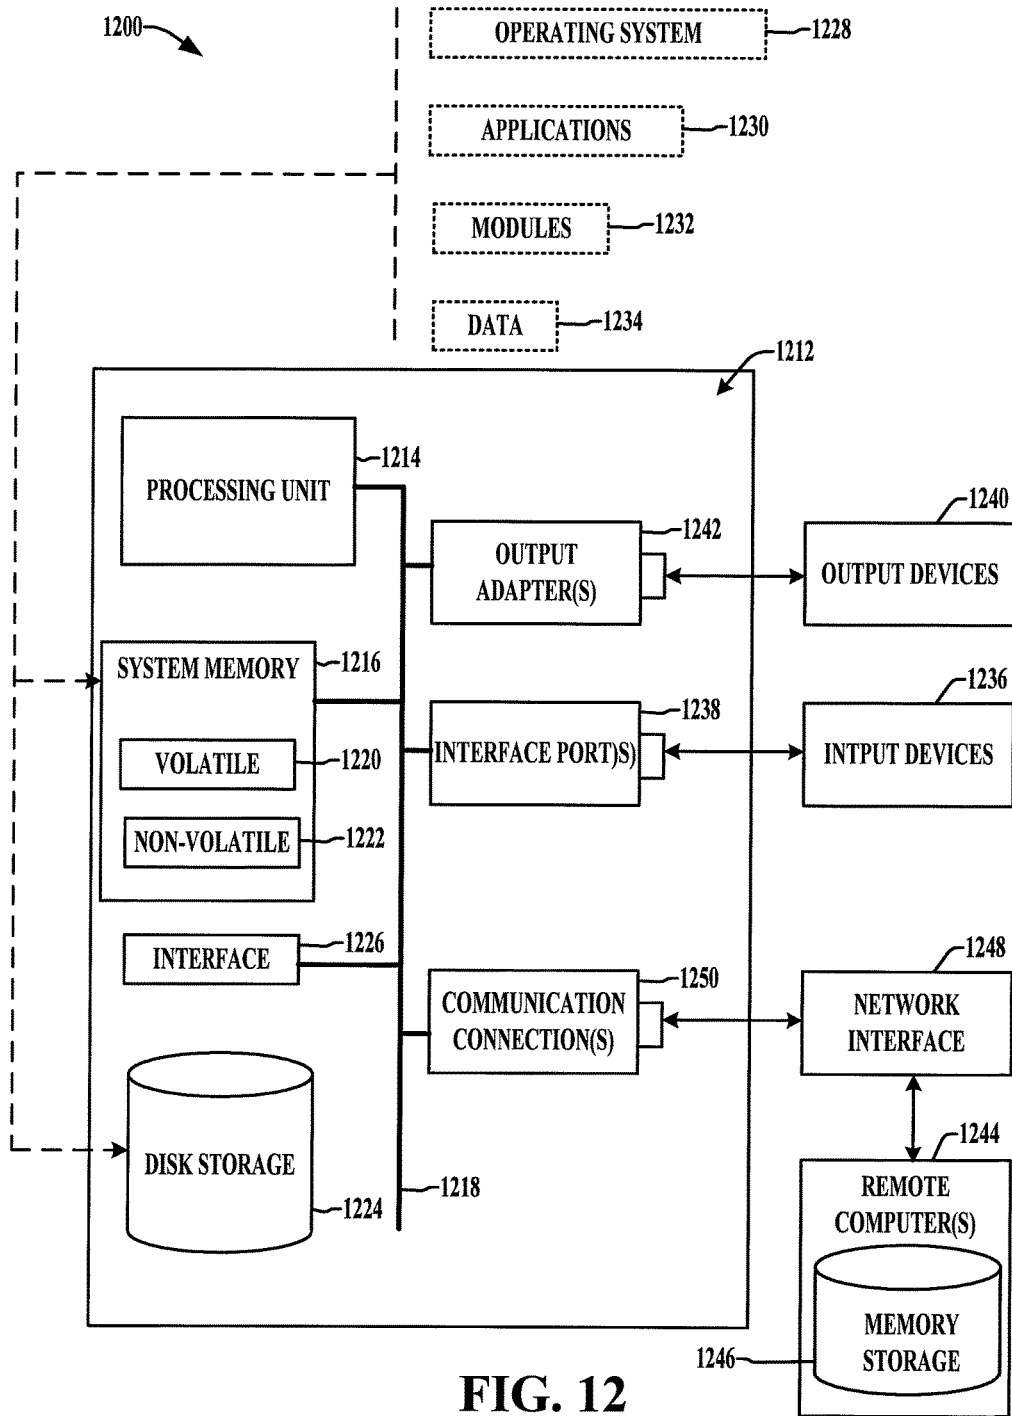 1200
OPERATING SYSTEM
1228
APPLICATIONS
1230
MODULES
1232
DATA
1234
1212
PROCESSING UNIT
1214
OUTPUT
ADAPTER(S)
1242
OUTPUT DEVICES
1240
SYSTEM MEMORY
1216
VOLATILE
1220
NON-VOLATILE
1222
INTERFACE PORT)S)
1238
INTPUT DEVICES
1236
INTERFACE
1226
COMMUNICATION
CONNECTION(S)
1250
NETWORK
INTERFACE
1248
DISK STORAGE
1224
1218
REMOTE
COMPUTER(S)
1244
MEMORY
STORAGE
1246
FIG. 12